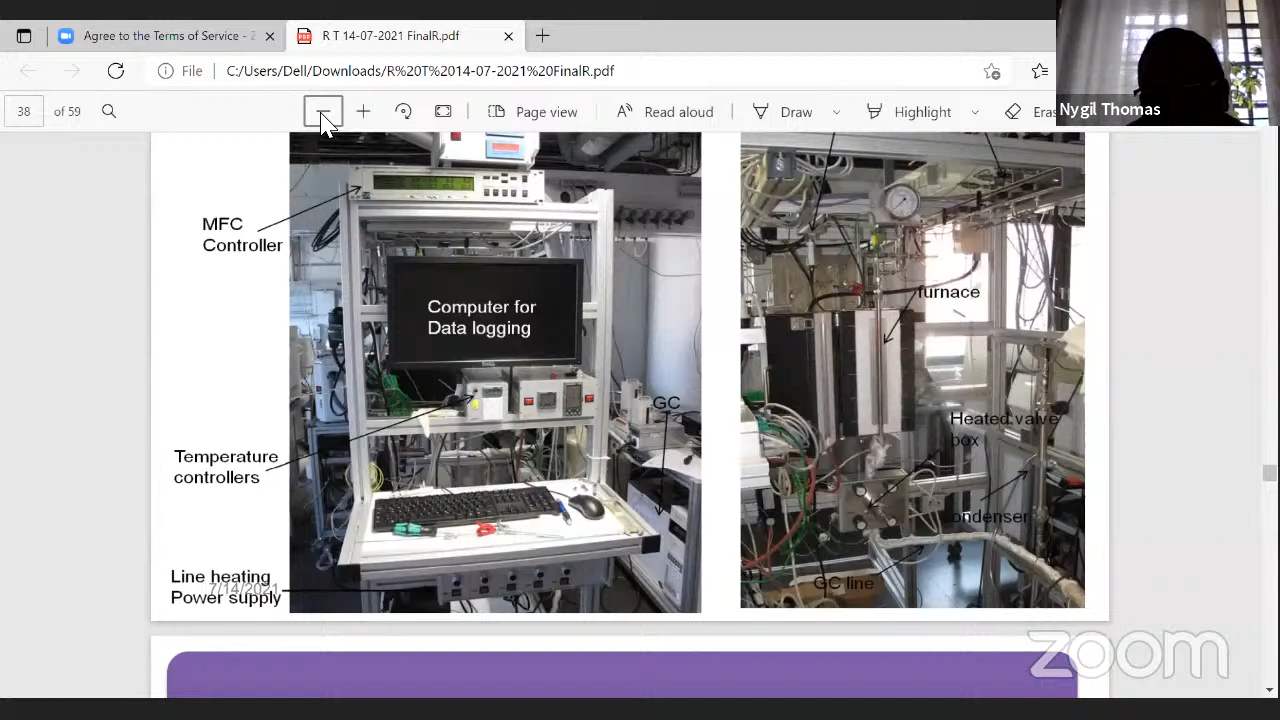 Agree to the Terms of Service - Z
R T 14-07-2021 FinalR.pdf
File
C:/Users/Dell/Downloads/R%20T%2014-07-2021%20FinalR.pdf
38 of 59
Page view
Read aloud
Draw
Highlight
Eras
Nygil Thomas
MFC
Controller
Computer for
Data logging
Temperature
controllers
GC
Line heating
Power supply
7/14/2021
furnace
Heated valve
box
condenser
GC line
zoom